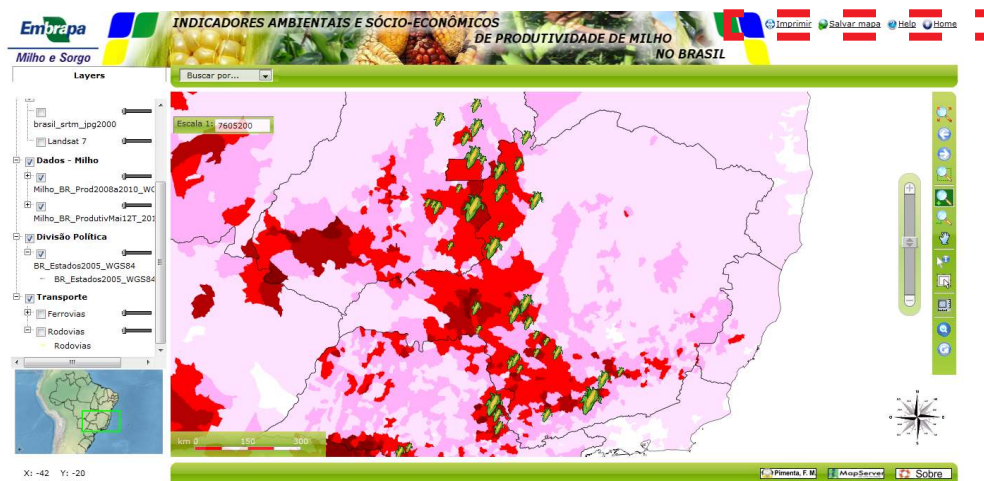 Embrapa
Milho e Sorgo
INDICADORES AMBIENTAIS E SÓCIO-ECONÔMICOS
DE PRODUTIVIDADE DE MILHO
NO BRASIL
Imprimir Salvar mapa Help Home
Layers
Buscar por...
brasil_srtm_jpg2000
Landsat 7
Dados - Milho
Milho_BR_Prod2008a2010_WG
Milho_BR_ProdutivMai12T_201
Divisão Política
BR_Estados2005_WGS84
BR_Estados2005_WGS84
Transporte
Ferrovias
Rodovias
Rodovias
Escala 1: 7605200
km 0 150 300
X: -42 Y: -20
Pimenta, F. M. MapServer Sobre